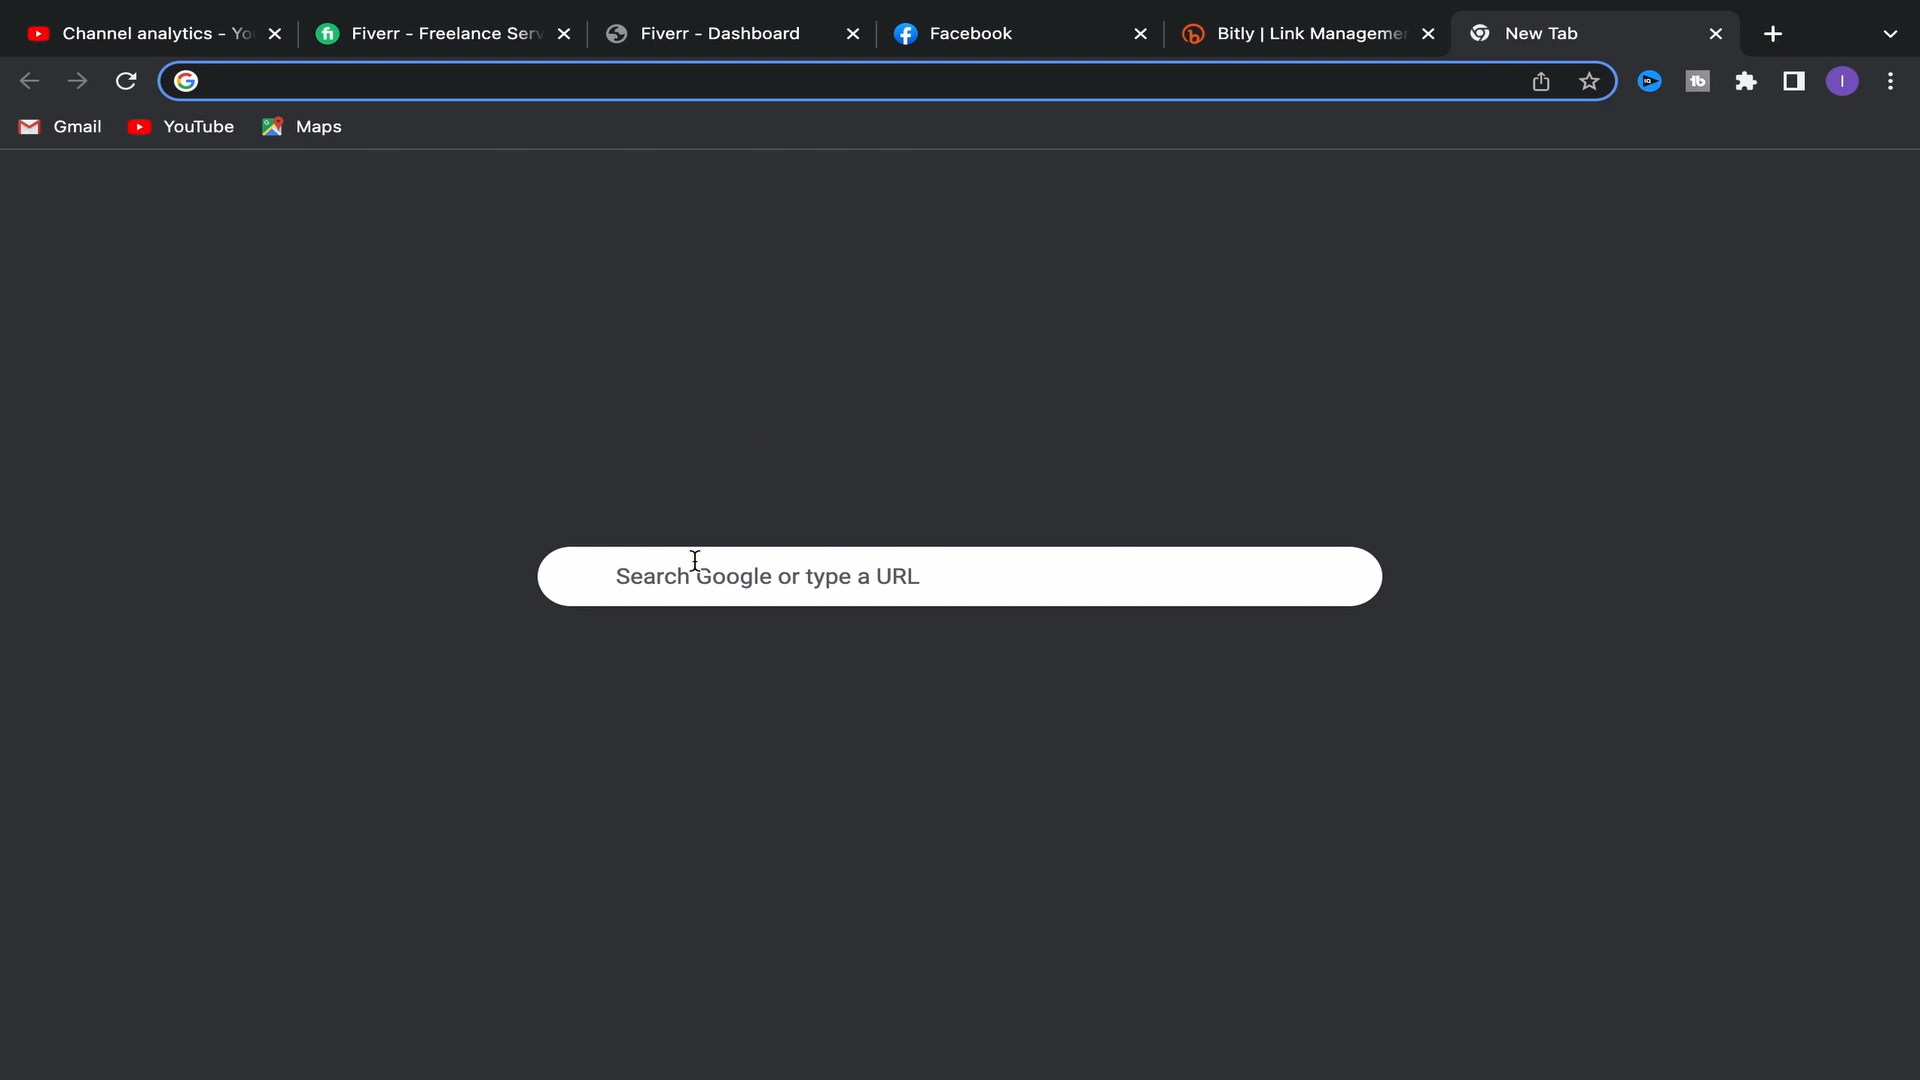 Channel analytics - Yo
Fiverr - Freelance Serv
Fiverr - Dashboard
Facebook
Bitly | Link Manageme
New Tab
Gmail
YouTube
Maps
Search Google or type a URL